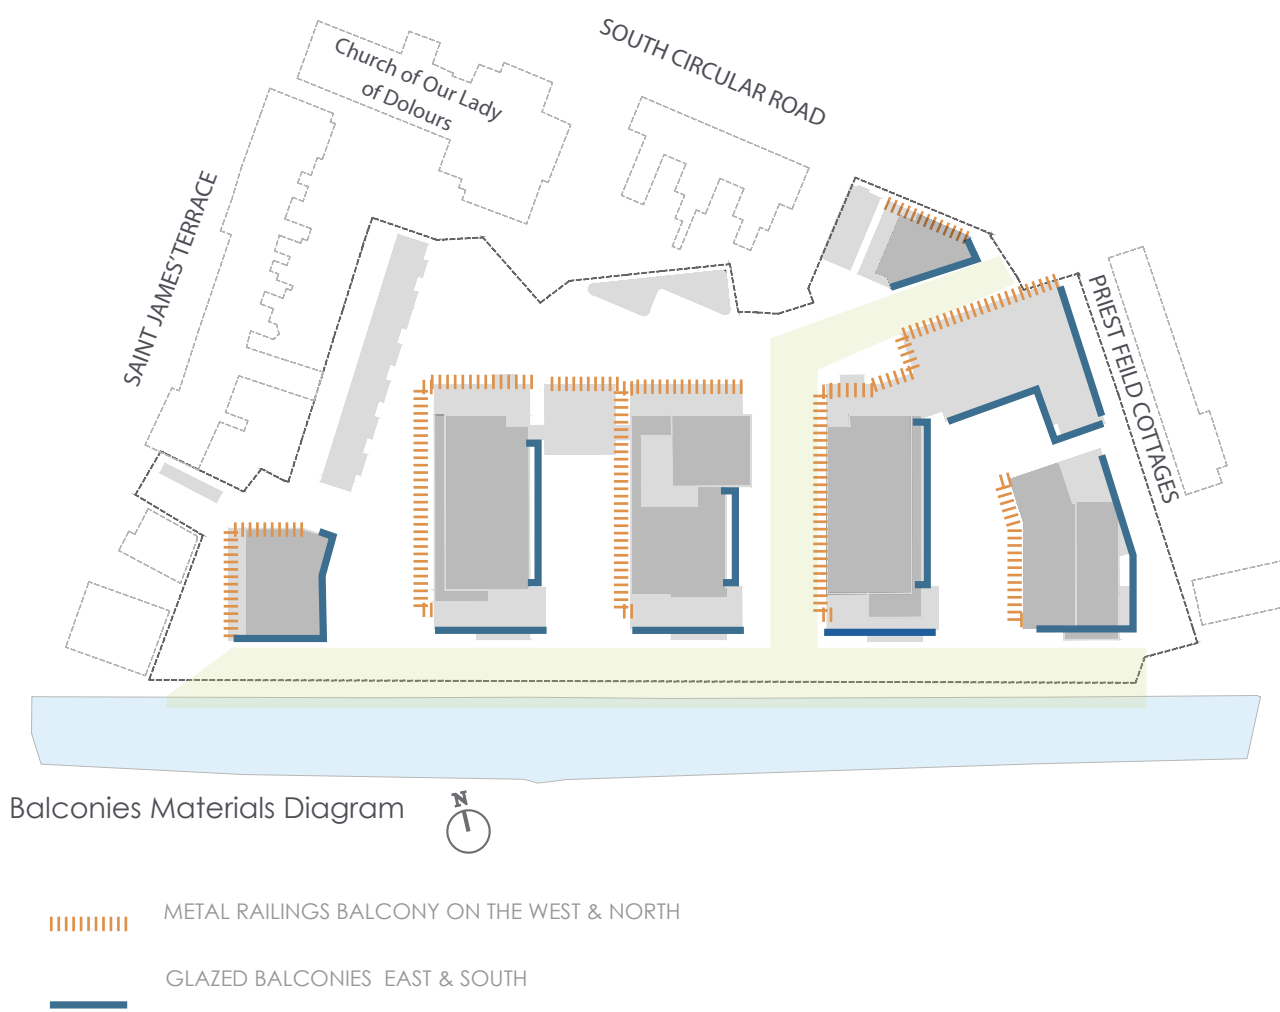 SOUTH CIRCULAR ROAD
Church of Our Lady
of Dolours
SAINT JAMES'TERRACE
PRIEST FEILD COTTAGES
Balconies Materials Diagram
N
METAL RAILINGS BALCONY ON THE WEST & NORTH
GLAZED BALCONIES EAST & SOUTH